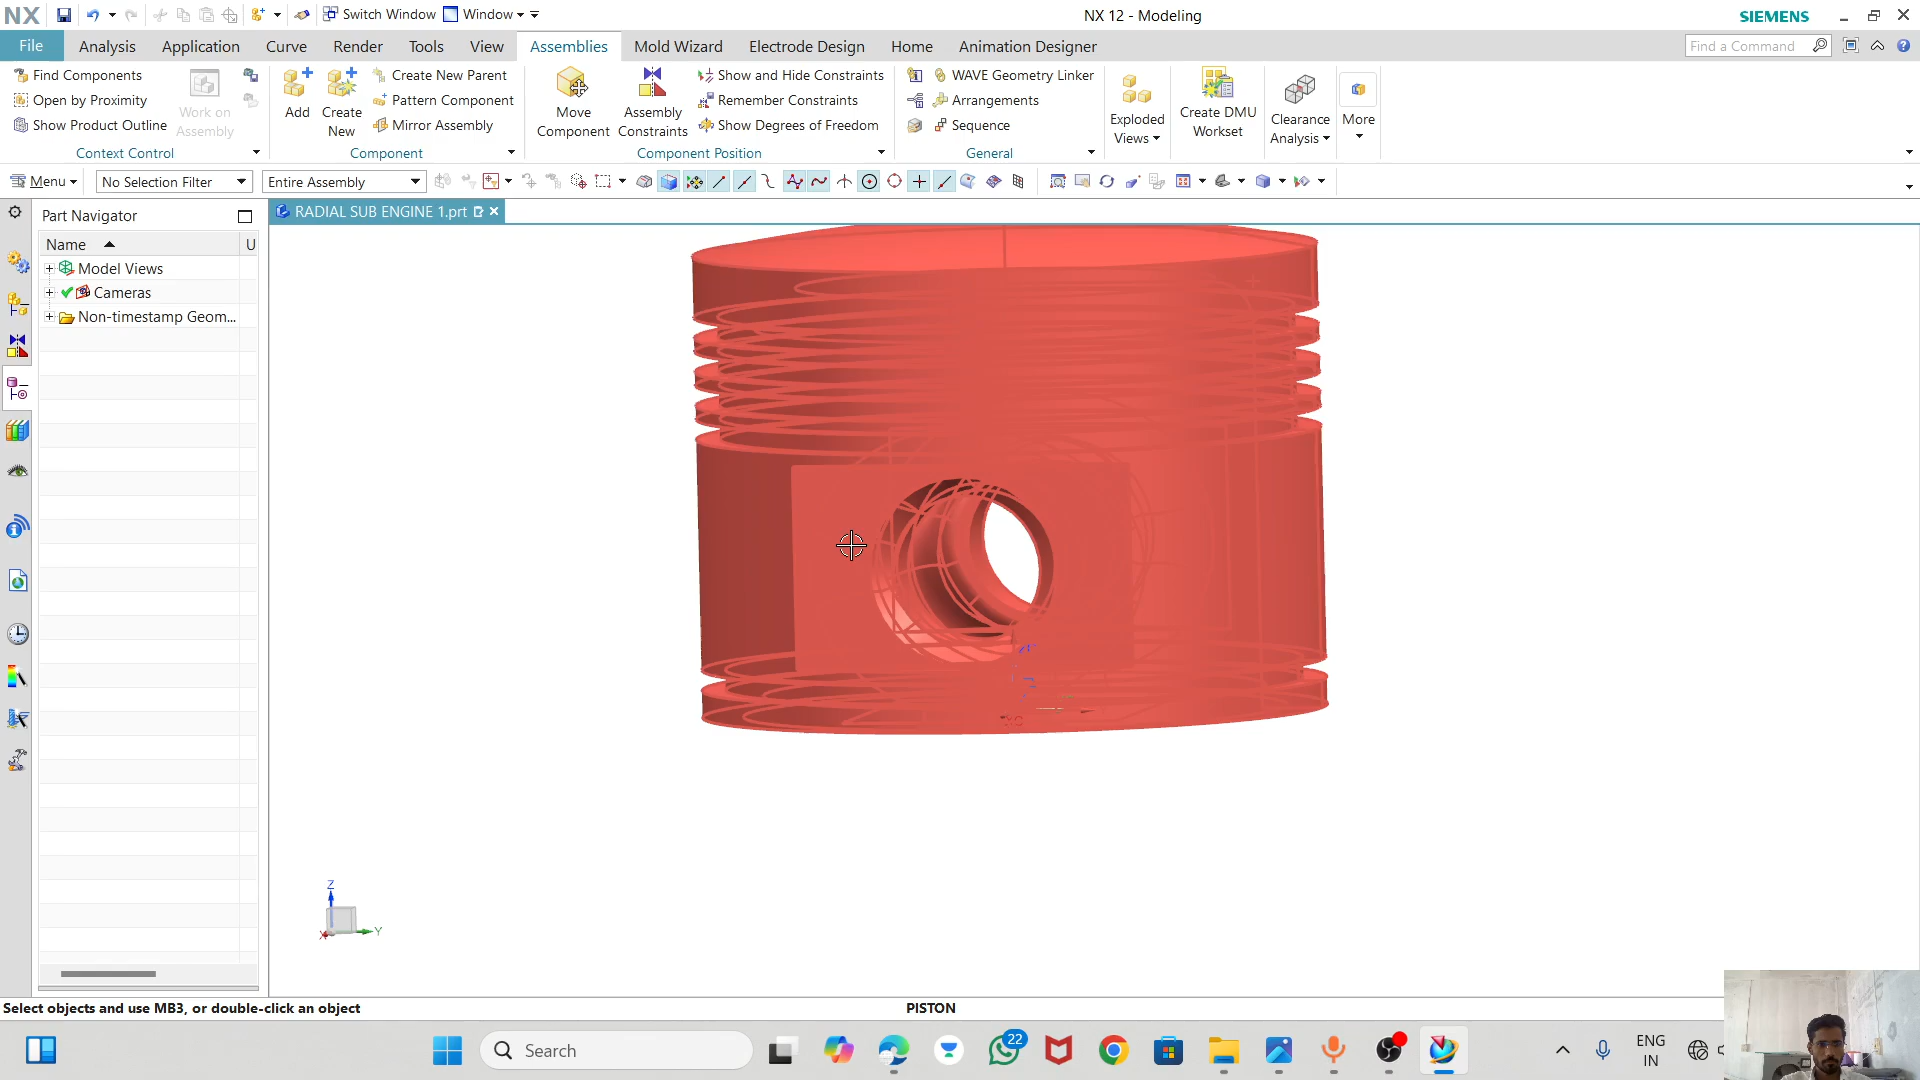 NX
Switch Window
Window
NX 12 - Modeling
SIEMENS
File
Analysis
Application
Curve
Render
Tools
View
Assemblies
Mold Wizard
Electrode Design
Home
Animation Designer
Find a Command
Find Components
Open by Proximity
Show Product Outline
Work on
Assembly
Context Control
Add
Create
New
Create New Parent
Pattern Component
Mirror Assembly
Component
Move
Component
Assembly
Constraints
Show and Hide Constraints
Remember Constraints
Show Degrees of Freedom
Component Position
WAVE Geometry Linker
Arrangements
Sequence
General
Exploded
Views
Create DMU
Workset
Clearance
Analysis
More
Menu
No Selection Filter
Entire Assembly
Part Navigator
RADIAL SUB ENGINE 1.prt
Name
U
Model Views
Cameras
Non-timestamp Geom...
Z
X
Y
Select objects and use MB3, or double-click an object
PISTON
Search
22
ENG
IN